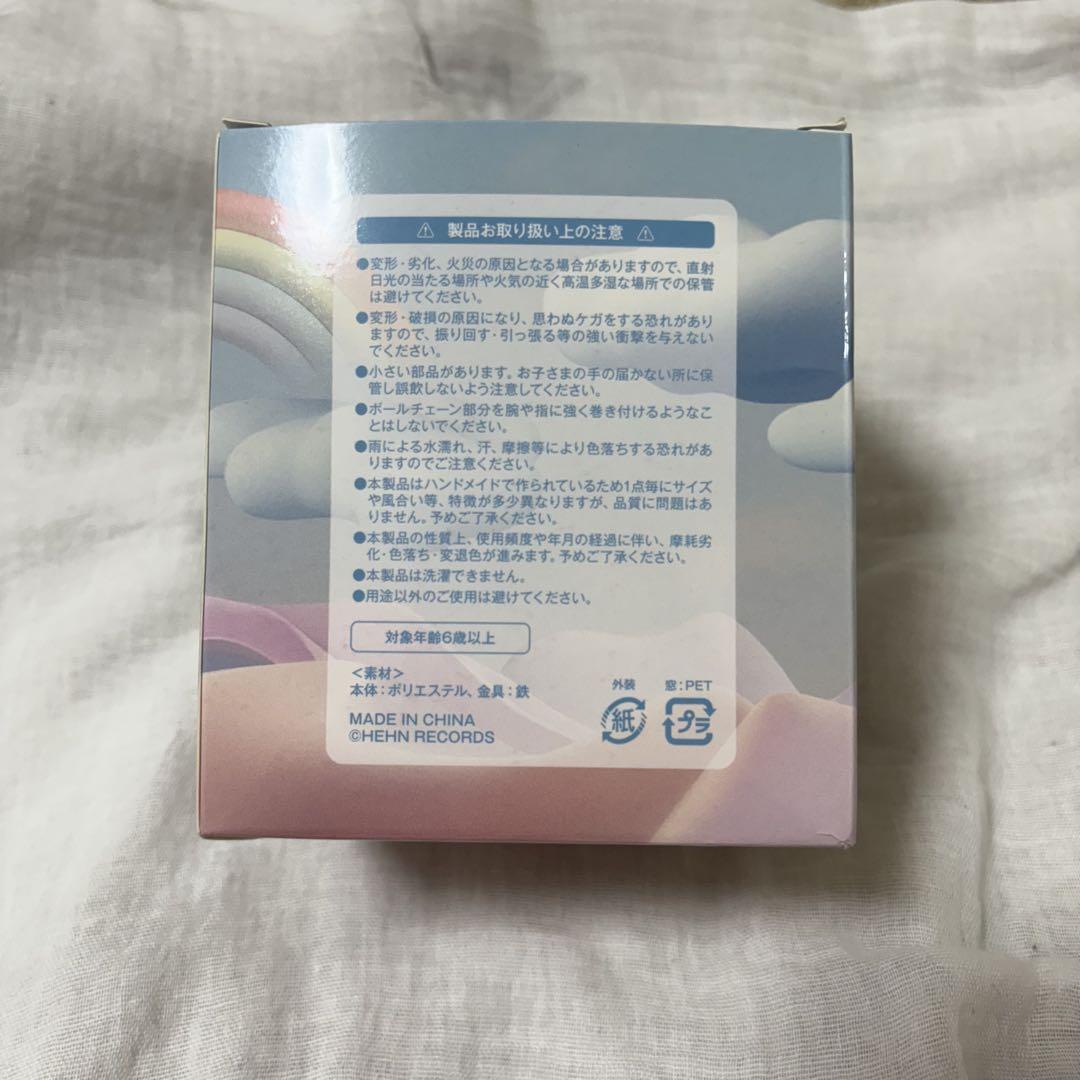 ⚠ 製品お取り扱い上の注意 ⚠
●変形・劣化、火災の原因となる場合がありますので、直射
日光の当たる場所や火気の近く高温多湿な場所での保管
は避けてください。
●変形・破損の原因になり、思わぬケガをする恐れがあり
ますので、振り回す・引っ張る等の強い衝撃を与えない
でください。
●小さい部品があります。お子さまの手の届かない所に保
管し誤飲しないよう注意してください。
●ボールチェーン部分を腕や指に強く巻き付けるようなこ
とはしないでください。
●雨による水濡れ、汗、摩擦等により色落ちする恐れがあ
りますのでご注意ください。
●本製品はハンドメイドで作られているため1点毎にサイズ
や風合い等、特徴が多少異なりますが、品質に問題はあ
りません。予めご了承ください。
●本製品の性質上、使用頻度や年月の経過に伴い、摩耗劣
化・色落ち・変退色が進みます。予めご了承ください。
●本製品は洗濯できません。
●用途以外のご使用は避けてください。
対象年齢6歳以上
<素材>
本体：ポリエステル、金具：鉄
MADE IN CHINA
©HEHN RECORDS
外装
紙
窓：PET
プラ